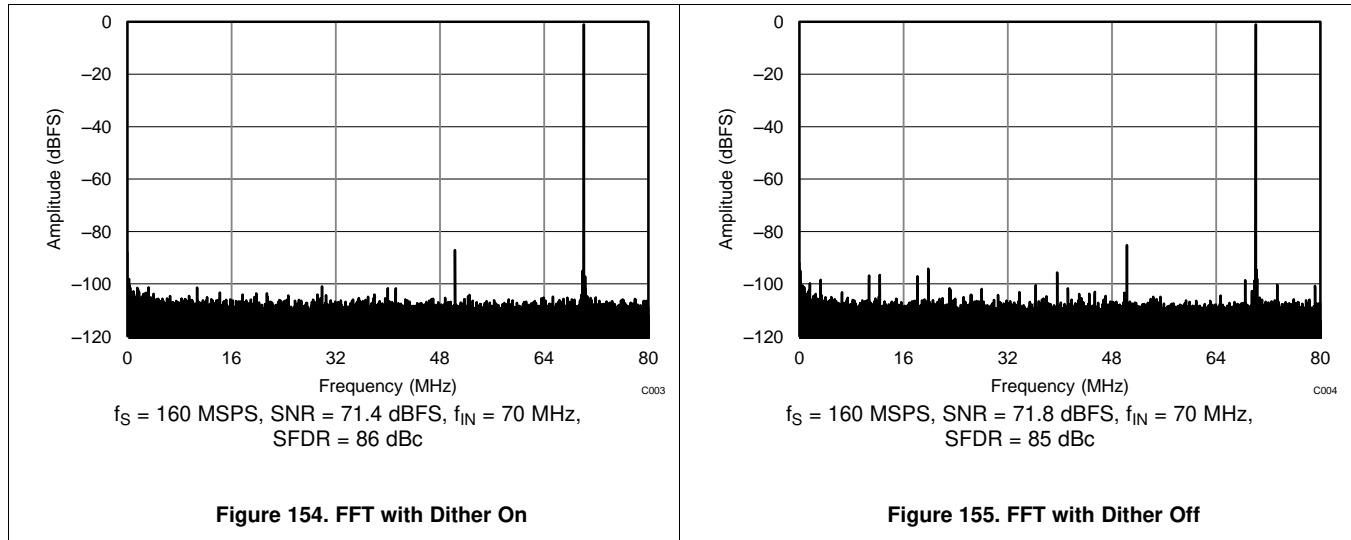 0
–20
–40
–60
–80
–100
–120
Amplitude (dBFS)
0 16 32 48 64 80
Frequency (MHz)
C003
f_S = 160 MSPS, SNR = 71.4 dBFS, f_IN = 70 MHz,
SFDR = 86 dBc
Figure 154. FFT with Dither On
0
–20
–40
–60
–80
–100
–120
Amplitude (dBFS)
0 16 32 48 64 80
Frequency (MHz)
C004
f_S = 160 MSPS, SNR = 71.8 dBFS, f_IN = 70 MHz,
SFDR = 85 dBc
Figure 155. FFT with Dither Off